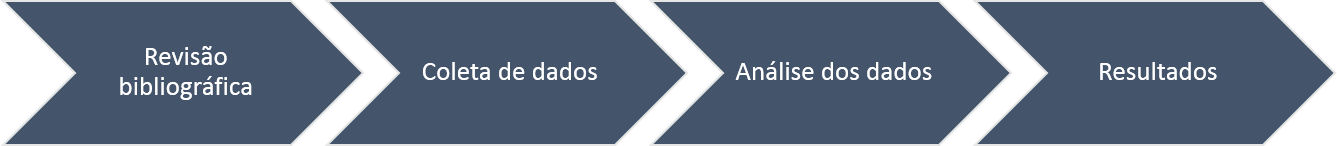 Revisão
bibliográfica
Coleta de dados
Análise dos dados
Resultados